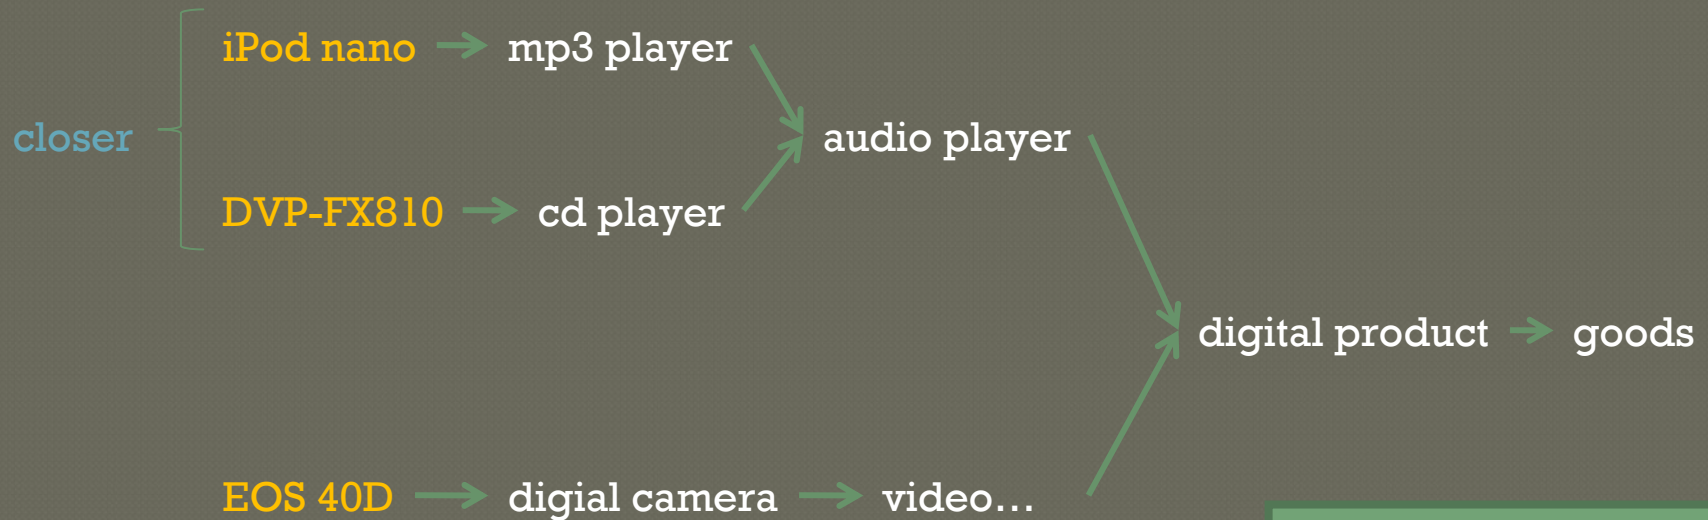 iPod nano → mp3 player
closer
audio player
DVP-FX810 → cd player
digital product → goods
EOS 40D → digial camera → video…